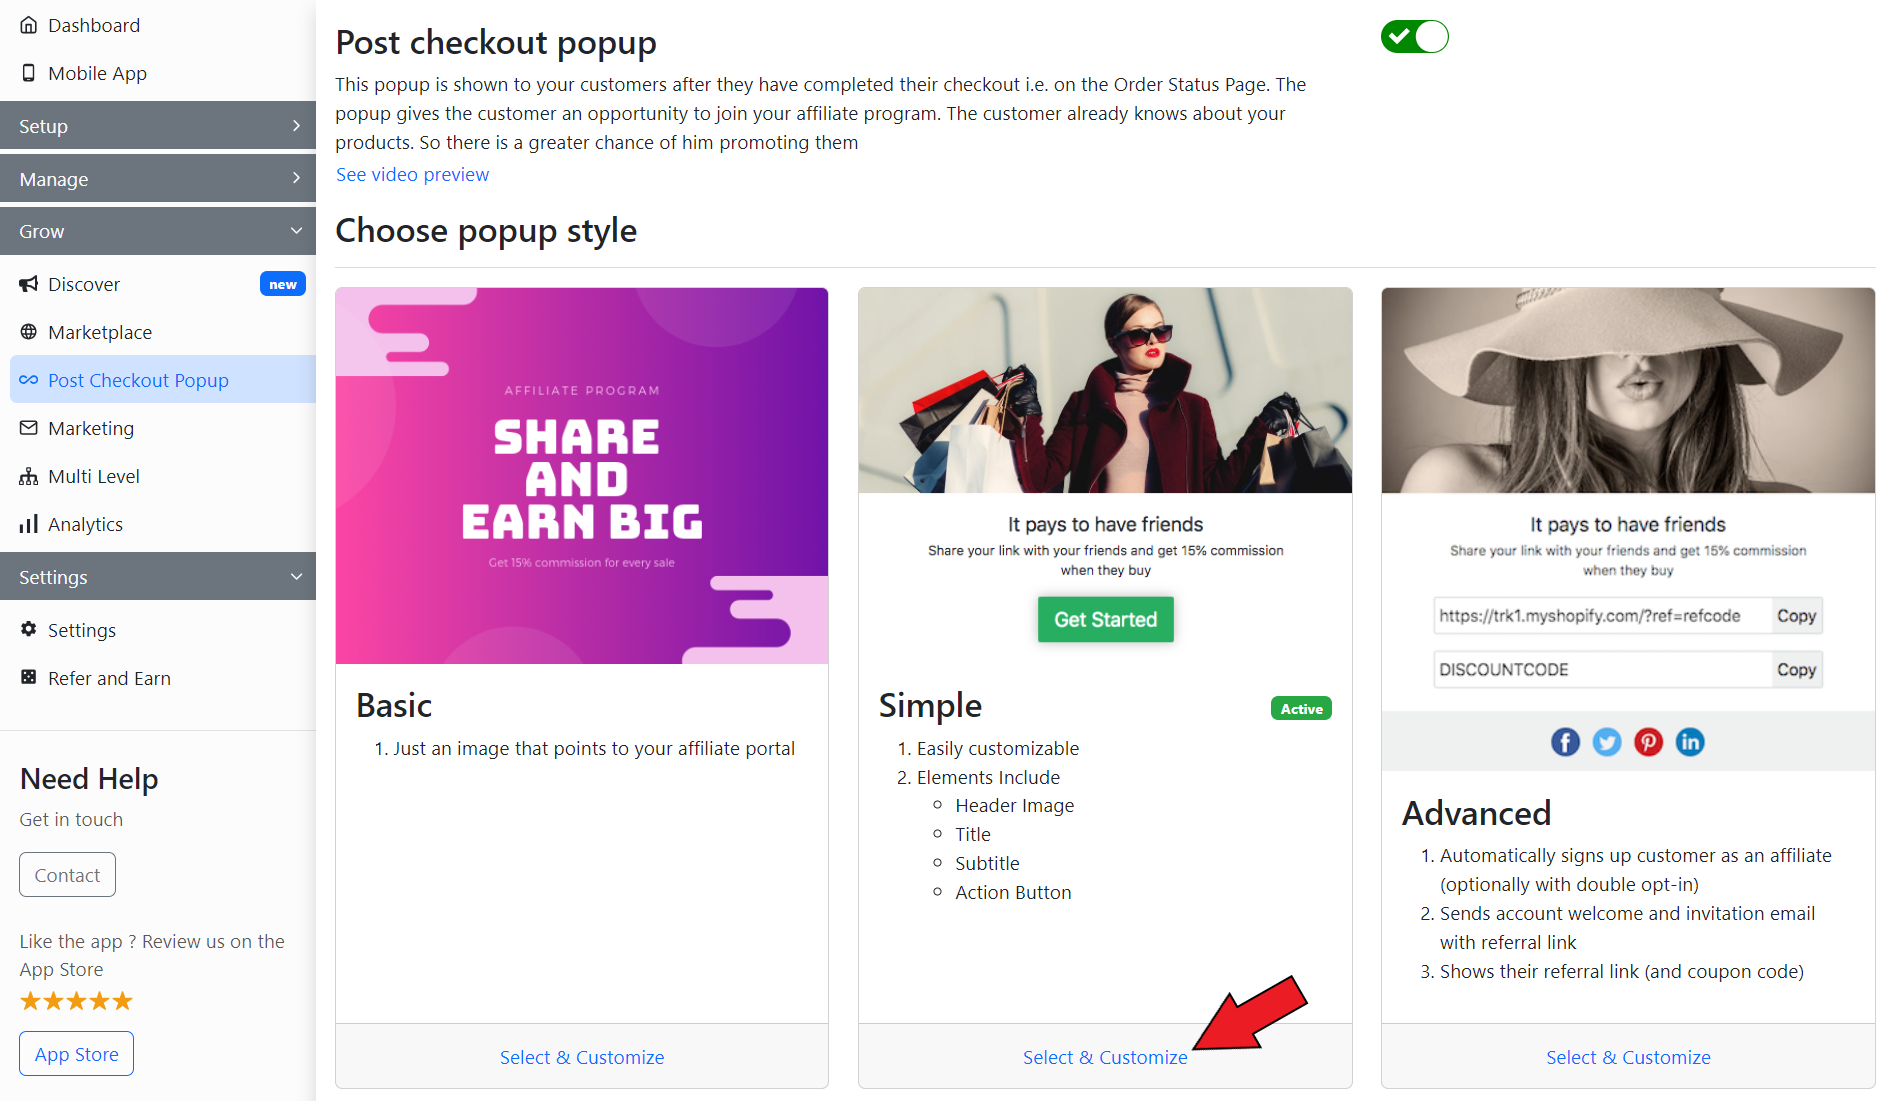 Dashboard
Mobile App
Setup
Manage
Grow
Discover
new
Marketplace
Post Checkout Popup
Marketing
Multi Level
Analytics
Settings
Settings
Refer and Earn
Need Help
Get in touch
Contact
Like the app ? Review us on the
App Store
App Store
Post checkout popup
This popup is shown to your customers after they have completed their checkout i.e. on the Order Status Page. The
popup gives the customer an opportunity to join your affiliate program. The customer already knows about your
products. So there is a greater chance of him promoting them
See video preview
Choose popup style
AFFILIATE PROGRAM
SHARE
AND
EARN BIG
Get 15% commission for every sale
Basic
1. Just an image that points to your affiliate portal
Select & Customize
It pays to have friends
Share your link with your friends and get 15% commission
when they buy
Get Started
Simple
Active
1. Easily customizable
2. Elements Include
Header Image
Title
Subtitle
Action Button
Select & Customize
It pays to have friends
Share your link with your friends and get 15% commission
when they buy
https://trk1.myshopify.com/?ref=refcode
Copy
DISCOUNTCODE
Copy
Advanced
1. Automatically signs up customer as an affiliate
(optionally with double opt-in)
2. Sends account welcome and invitation email
with referral link
3. Shows their referral link (and coupon code)
Select & Customize